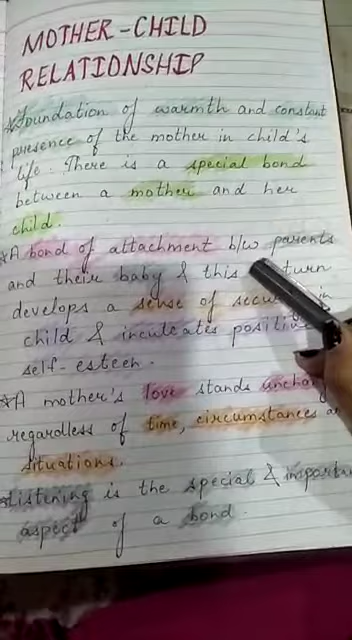 MOTHER-CHILD
RELATIONSHIP
*foundation of warmth and constant
presence of the mother in child's
life. There is a special bond
between a mother and her
child.
*A bond of attachment b/w parents
and their baby & this turn
develops a sense of in
child & inculcates positive
self-esteen.
*A mother's love stands
regardless of time, circumstances
situations.
*Listening is the special &
aspect of a bond.